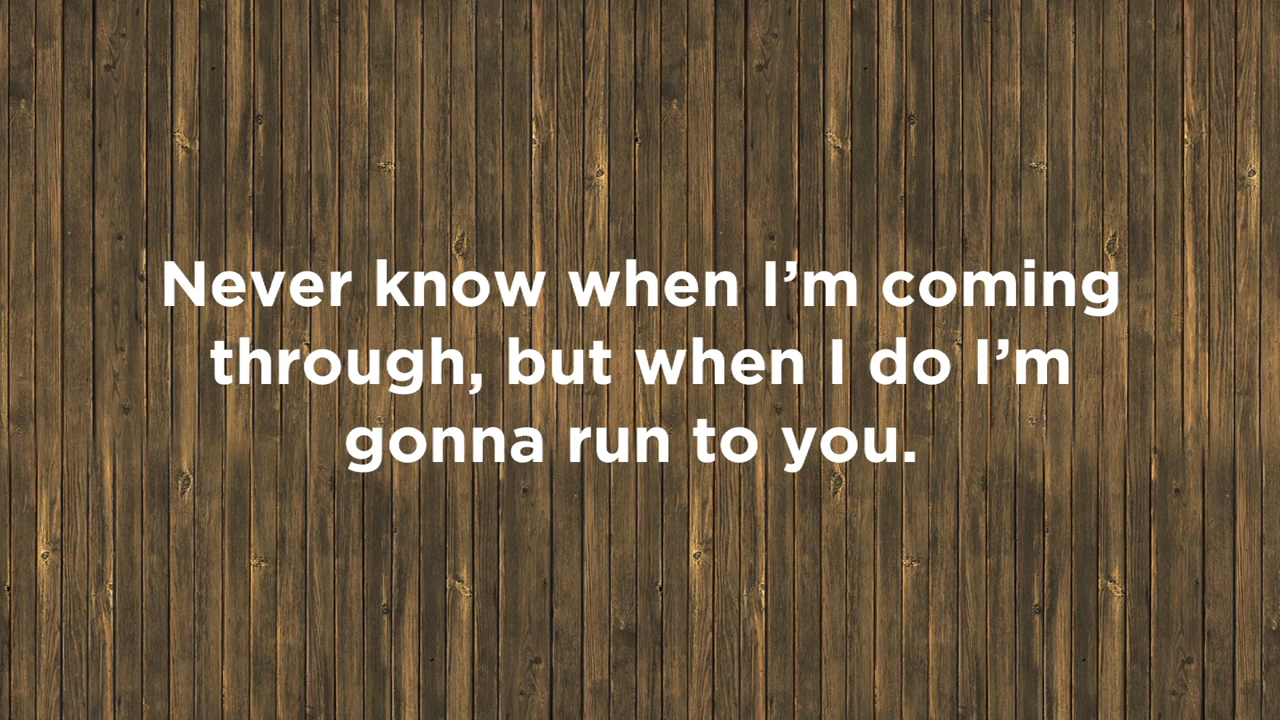 Never know when I’m coming
through, but when I do I’m
gonna run to you.